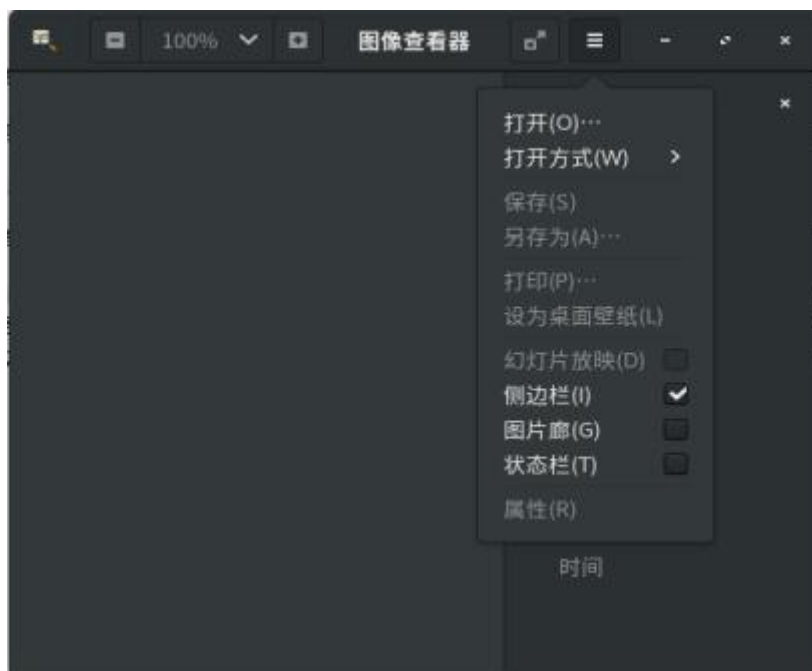 100%
图像查看器
打开(O)…
打开方式(W)
保存(S)
另存为(A)…
打印(P)…
设为桌面壁纸(L)
幻灯片放映(D)
侧边栏(I)
图片廊(G)
状态栏(T)
属性(R)
时间